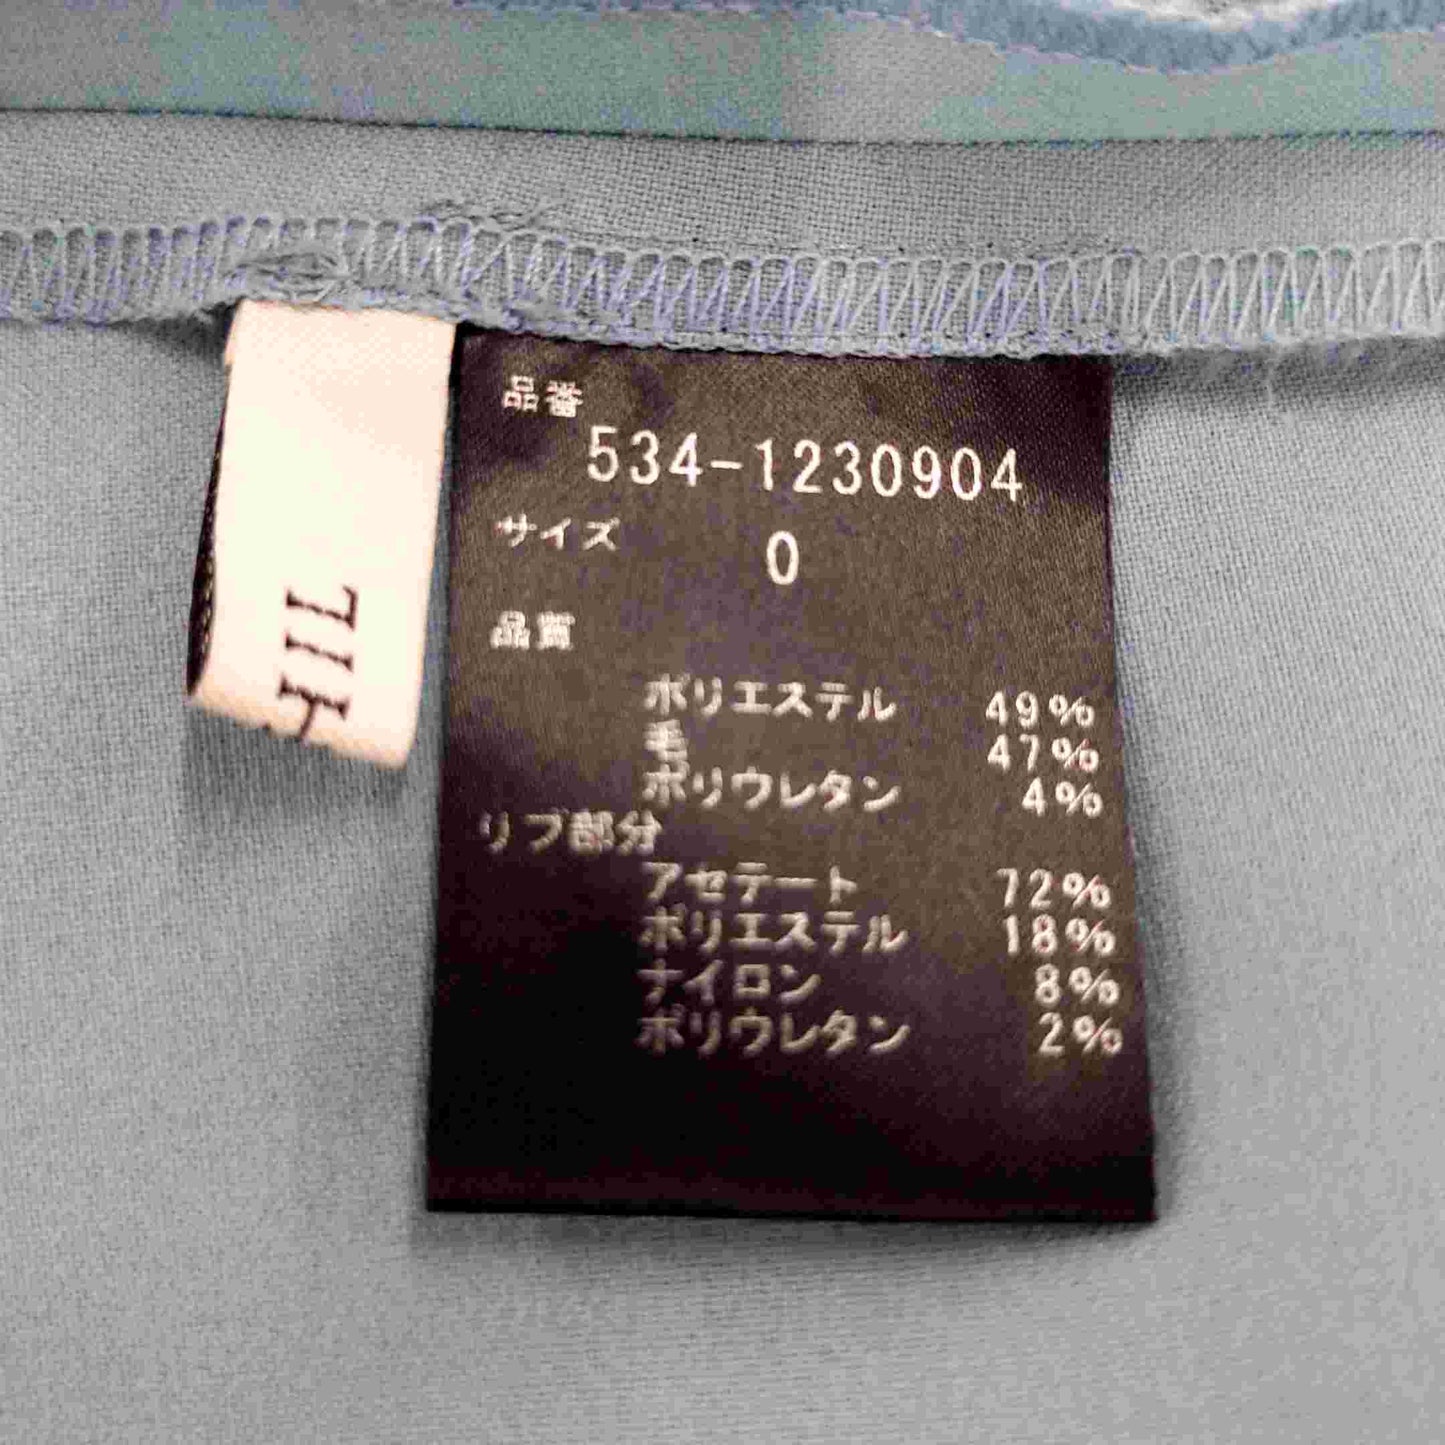 品番
534-1230904
サイズ 0
品質
ポリエステル 49%
毛 47%
ポリウレタン 4%
リブ部分
アセテート 72%
ポリエステル 18%
ナイロン 8%
ポリウレタン 2%
HIL